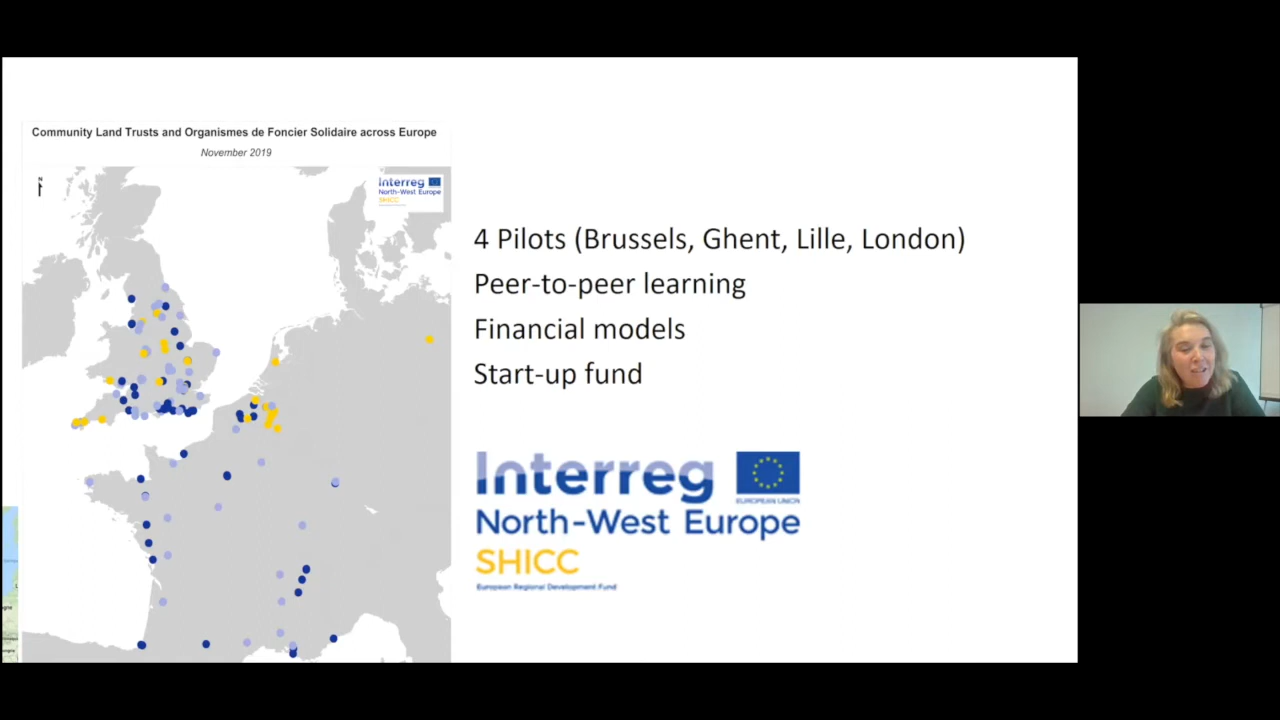 Community Land Trusts and Organismes de Foncier Solidaire across Europe
November 2019
N
Interreg
North-West Europe
SHICC
4 Pilots (Brussels, Ghent, Lille, London)
Peer-to-peer learning
Financial models
Start-up fund
Interreg
EUROPEAN UNION
North-West Europe
SHICC
European Regional Development Fund